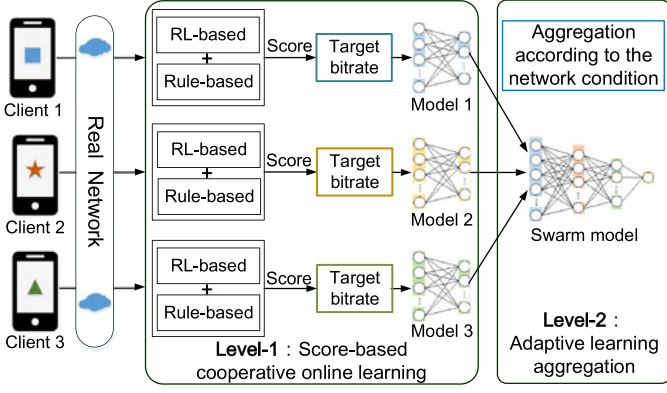 Client 1
Client 2
Client 3
Real Network
RL-based
+
Rule-based
Score
Target
bitrate
Model 1
RL-based
+
Rule-based
Score
Target
bitrate
Model 2
RL-based
+
Rule-based
Score
Target
bitrate
Model 3
Level-1 : Score-based
cooperative online learning
Aggregation
according to the
network condition
Swarm model
Level-2 :
Adaptive learning
aggregation